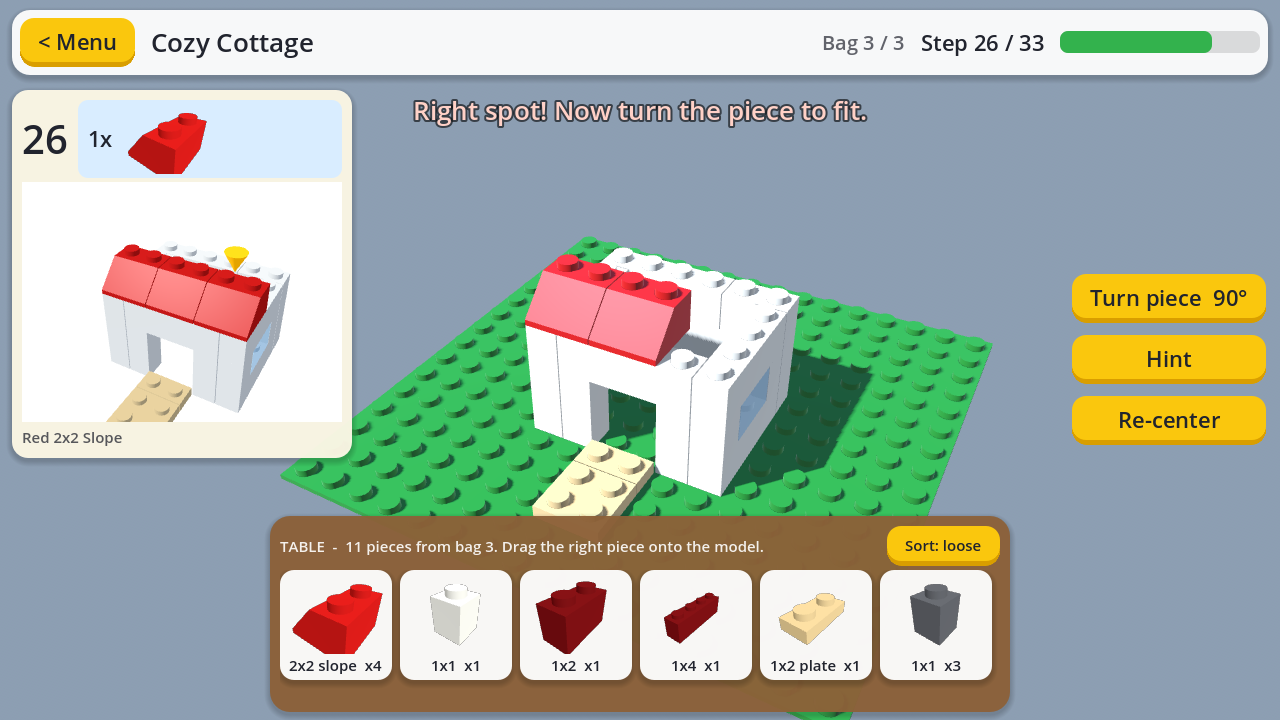 < Menu
Cozy Cottage
Bag 3 / 3
Step 26 / 33
26
1x
Red 2x2 Slope
Right spot! Now turn the piece to fit.
Turn piece  90°
Hint
Re-center
TABLE  -  11 pieces from bag 3. Drag the right piece onto the model.
Sort: loose
2x2 slope  x4
1x1  x1
1x2  x1
1x4  x1
1x2 plate  x1
1x1  x3